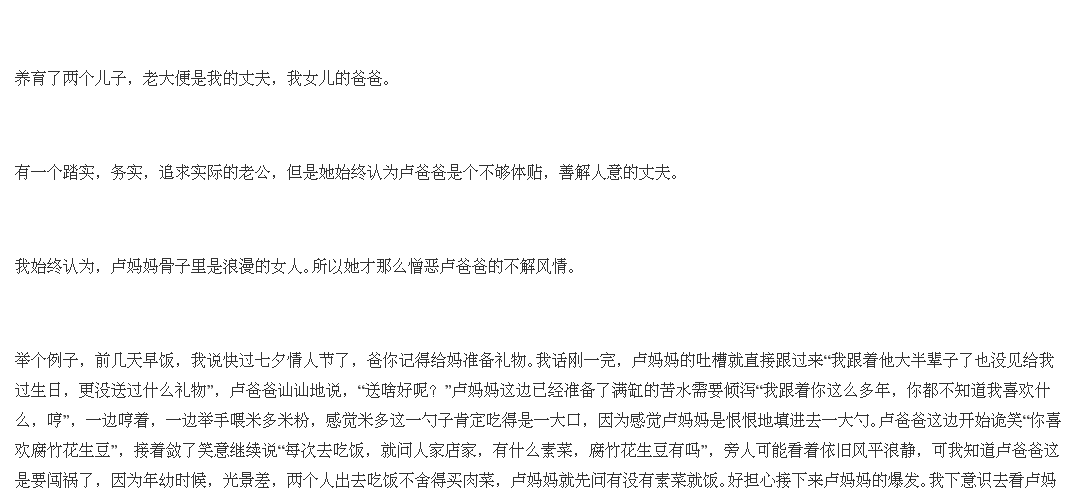 养育了两个儿子，老大便是我的丈夫，我女儿的爸爸。
有一个踏实，务实，追求实际的老公，但是她始终认为卢爸爸是个不够体贴，善解人意的丈夫。
我始终认为，卢妈妈骨子里是浪漫的女人。所以她才那么憎恶卢爸爸的不解风情。
举个例子，前几天早饭，我说快过七夕情人节了，爸你记得给妈准备礼物。我话刚一完，卢妈妈的吐槽就直接跟过来“我跟着他大半辈子了也没见给我
过生日，更没送过什么礼物”，卢爸爸讪讪地说，“送啥好呢？”卢妈妈这边已经准备了满缸的苦水需要倾泻“我跟着你这么多年，你都不知道我喜欢什
么，哼”，一边哼着，一边举手喂米多米粉，感觉米多这一勺子肯定吃得是一大口，因为感觉卢妈妈是恨恨地填进去一大勺。卢爸爸这边开始诡笑“你喜
欢腐竹花生豆”，接着敛了笑意继续说“每次去吃饭，就问人家店家，有什么素菜，腐竹花生豆有吗”，旁人可能看着依旧风平浪静，可我知道卢爸爸这
是要闯祸了，因为年幼时候，光景差，两个人出去吃饭不舍得买肉菜，卢妈妈就先问有没有素菜就饭。好担心接下来卢妈妈的爆发。我下意识去看卢妈